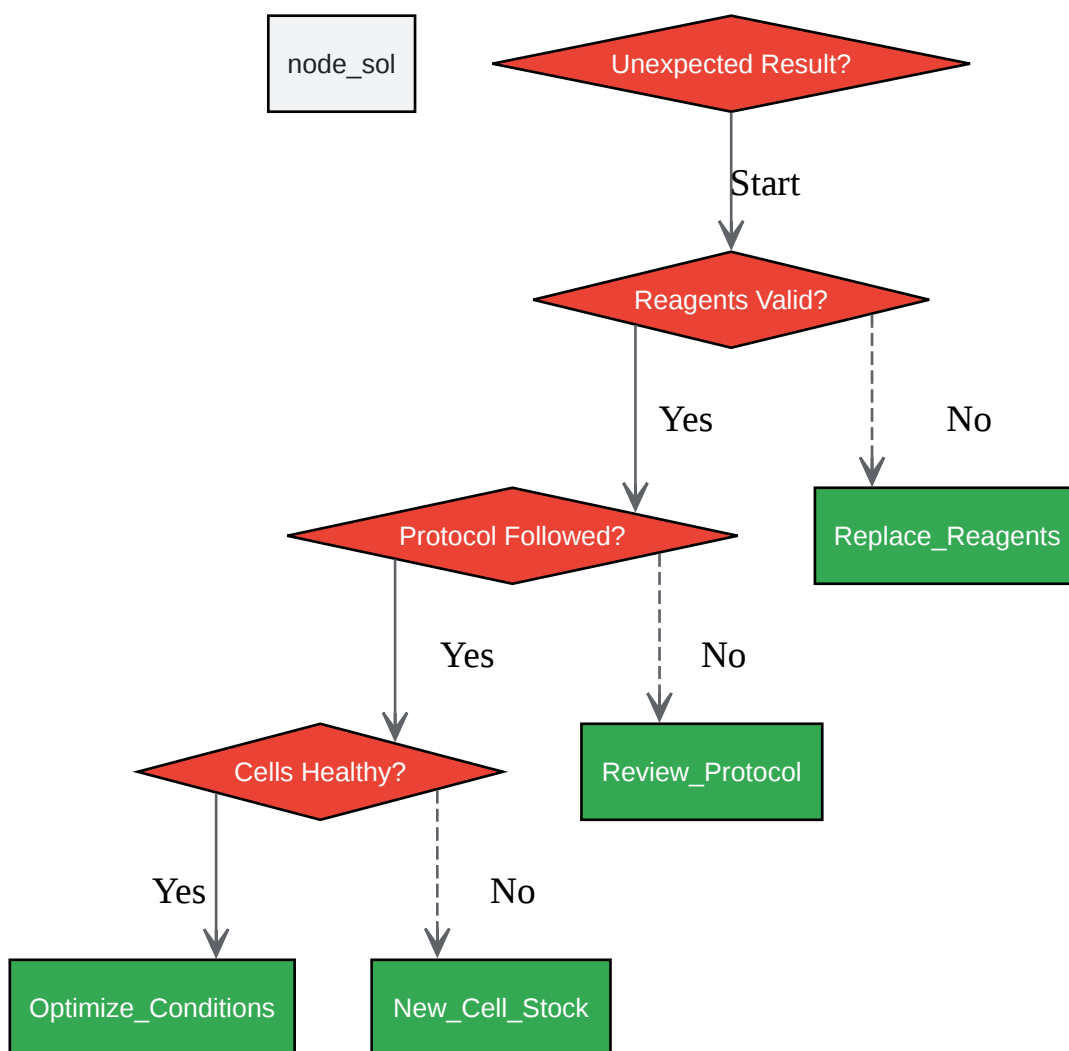 node_sol
Unexpected Result?
Start
Reagents Valid?
Yes
No
Protocol Followed?
Replace_Reagents
Yes
No
Cells Healthy?
Review_Protocol
Yes
No
Optimize_Conditions
New_Cell_Stock